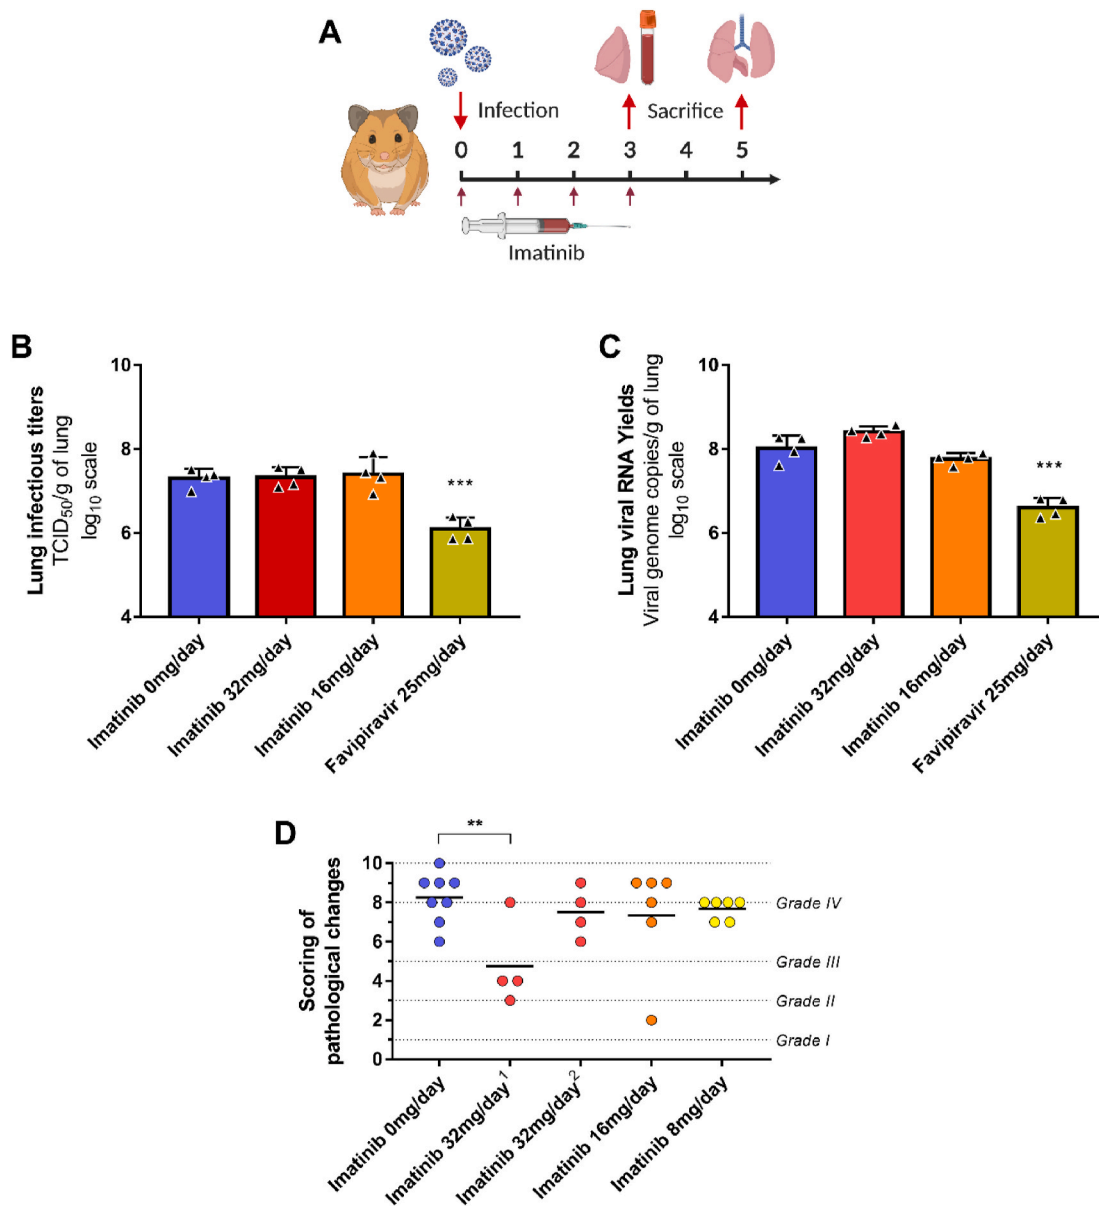 A
Infection
Sacrifice
0 1 2 3 4 5
Imatinib
B
Lung infectious titers
TCID50/g of lung
log10 scale
10
8
6
4
***
Imatinib 0mg/day
Imatinib 32mg/day
Imatinib 16mg/day
Favipiravir 25mg/day
C
Lung viral RNA Yields
Viral genome copies/g of lung
log10 scale
10
8
6
4
***
Imatinib 0mg/day
Imatinib 32mg/day
Imatinib 16mg/day
Favipiravir 25mg/day
D
Scoring of
pathological changes
**
10
8
6
4
2
0
Grade IV
Grade III
Grade II
Grade I
Imatinib 0mg/day
Imatinib 32mg/day1
Imatinib 32mg/day2
Imatinib 16mg/day
Imatinib 8mg/day